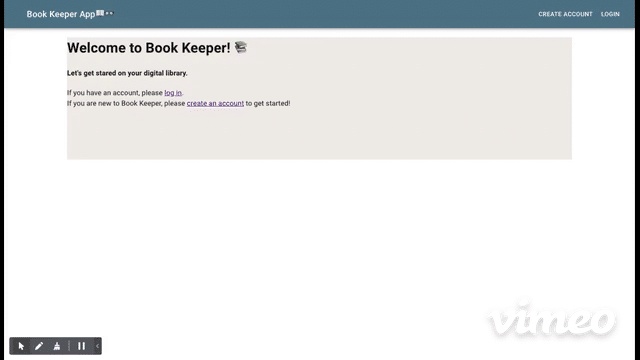 Book Keeper App
CREATE ACCOUNT LOGIN
Welcome to Book Keeper!
Let's get stared on your digital library.
If you have an account, please log in.
If you are new to Book Keeper, please create an account to get started!
vimeo